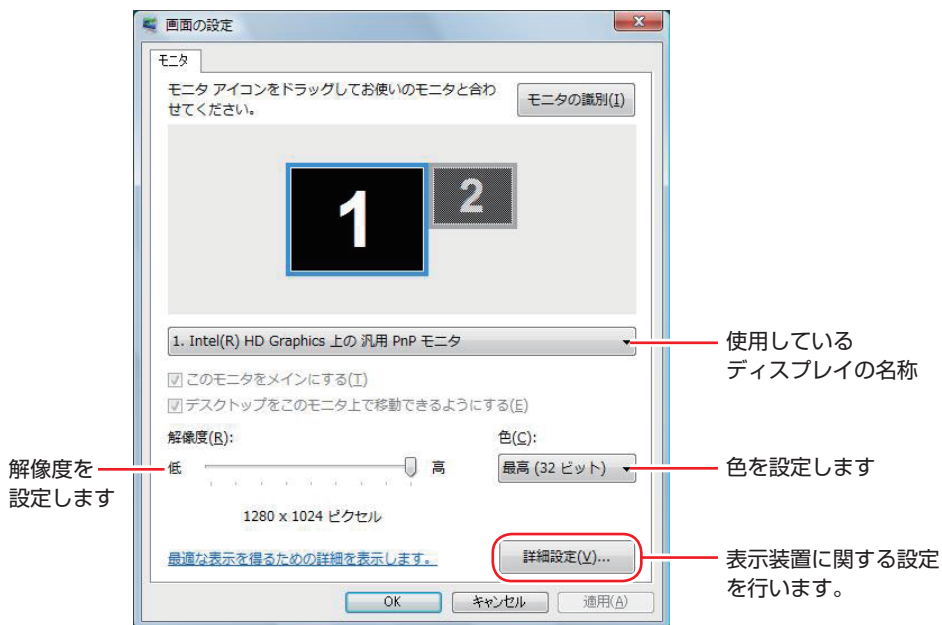 画面の設定
モニタ
モニタ アイコンをドラッグしてお使いのモニタと合わ
せてください。
モニタの識別(I)
1
2
1. Intel(R) HD Graphics 上の 汎用 PnP モニタ
使用している
ディスプレイの名称
このモニタをメインにする(T)
デスクトップをこのモニタ上で移動できるようにする(E)
解像度(R):
色(C):
低
高
最高 (32 ビット)
解像度を
設定します
色を設定します
1280 x 1024 ピクセル
最適な表示を得るための詳細を表示します。
詳細設定(V)...
表示装置に関する設定
を行います。
OK
キャンセル
適用(A)